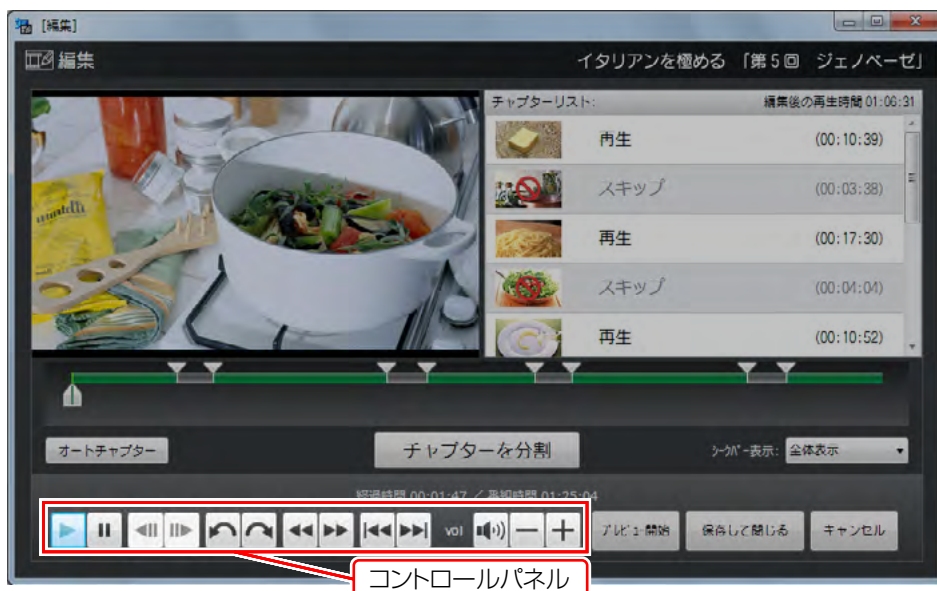 [編集]
編集
イタリアンを極める 「第5回 ジェノベーゼ」
チャプターリスト:
編集後の再生時間 01:06:31
再生
(00:10:39)
スキップ
(00:03:38)
再生
(00:17:30)
スキップ
(00:04:04)
再生
(00:10:52)
オートチャプター
チャプターを分割
シークバー表示:
全体表示
経過時間 00:01:47 / 番組時間 01:25:04
vol
プレビュー開始
保存して閉じる
キャンセル
コントロールパネル